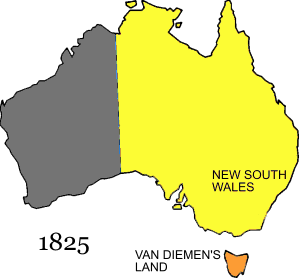 NEW SOUTH
WALES
1825
VAN DIEMEN'S
LAND